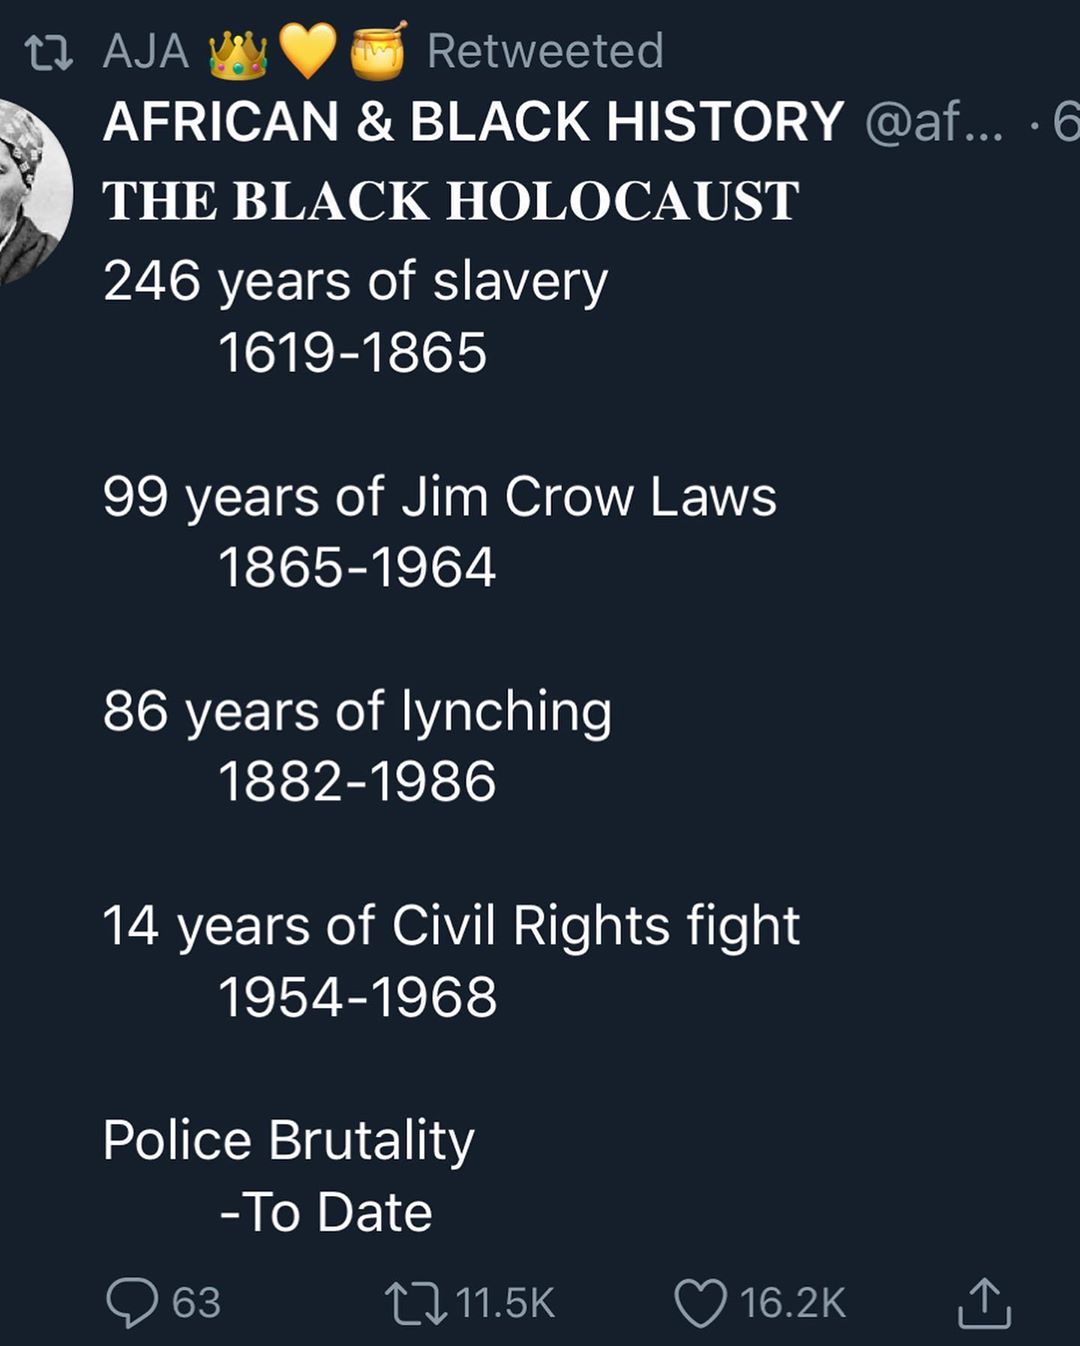 AJA 👑💛🍯 Retweeted
AFRICAN & BLACK HISTORY @af... · 6
THE BLACK HOLOCAUST
246 years of slavery
1619-1865
99 years of Jim Crow Laws
1865-1964
86 years of lynching
1882-1986
14 years of Civil Rights fight
1954-1968
Police Brutality
-To Date
63 11.5K 16.2K